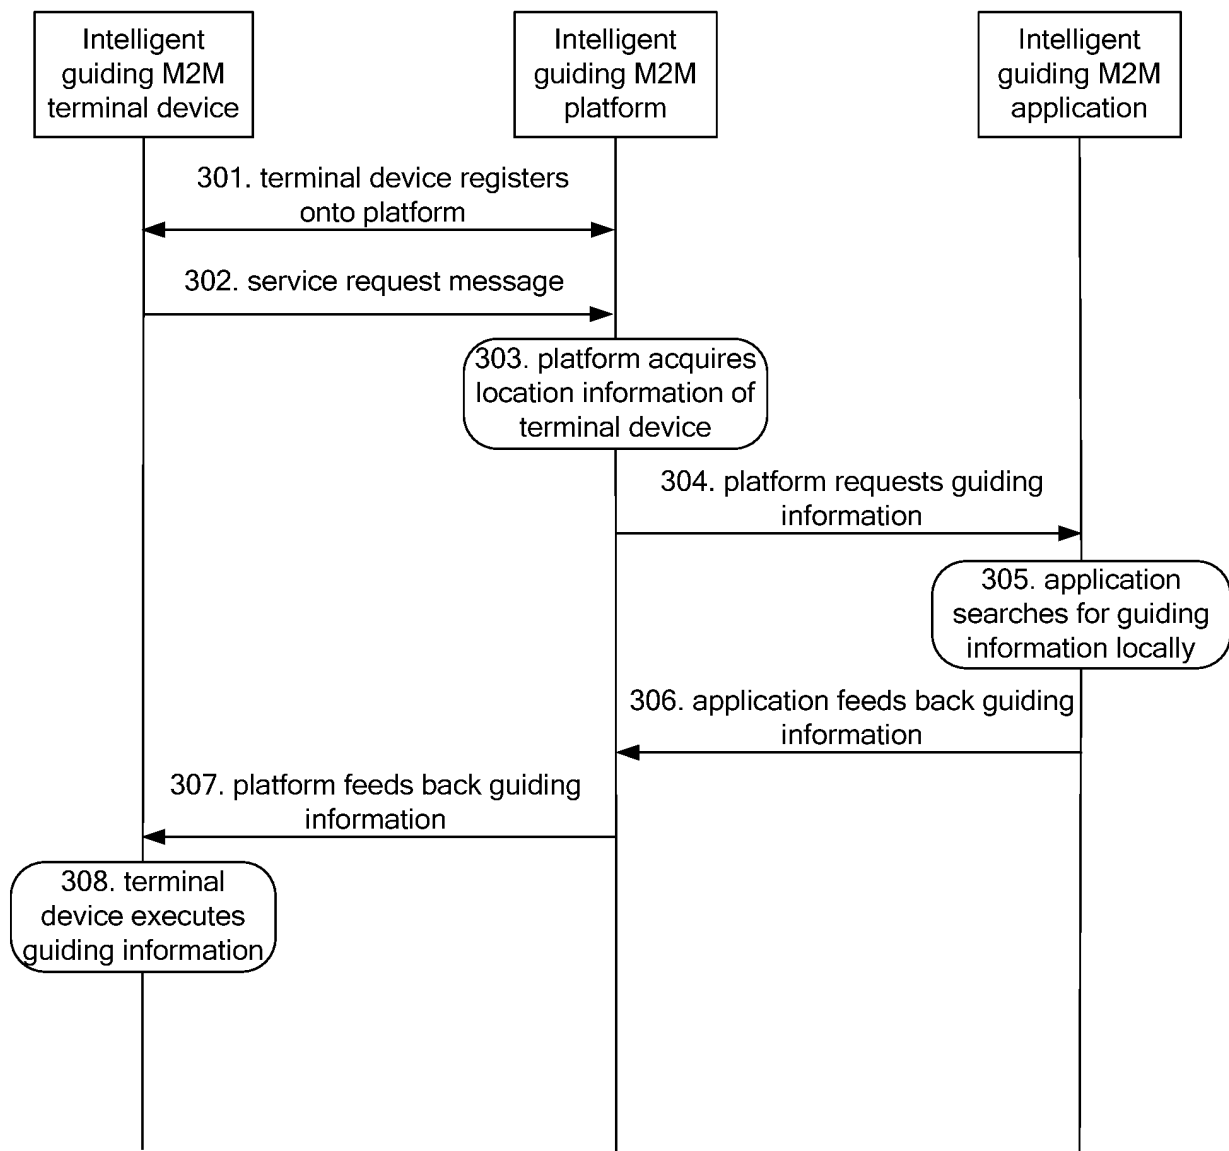 Intelligent
guiding M2M
terminal device
Intelligent
guiding M2M
platform
Intelligent
guiding M2M
application
301. terminal device registers
onto platform
302. service request message
303. platform acquires
location information of
terminal device
304. platform requests guiding
information
305. application
searches for guiding
information locally
306. application feeds back guiding
information
307. platform feeds back guiding
information
308. terminal
device executes
guiding information